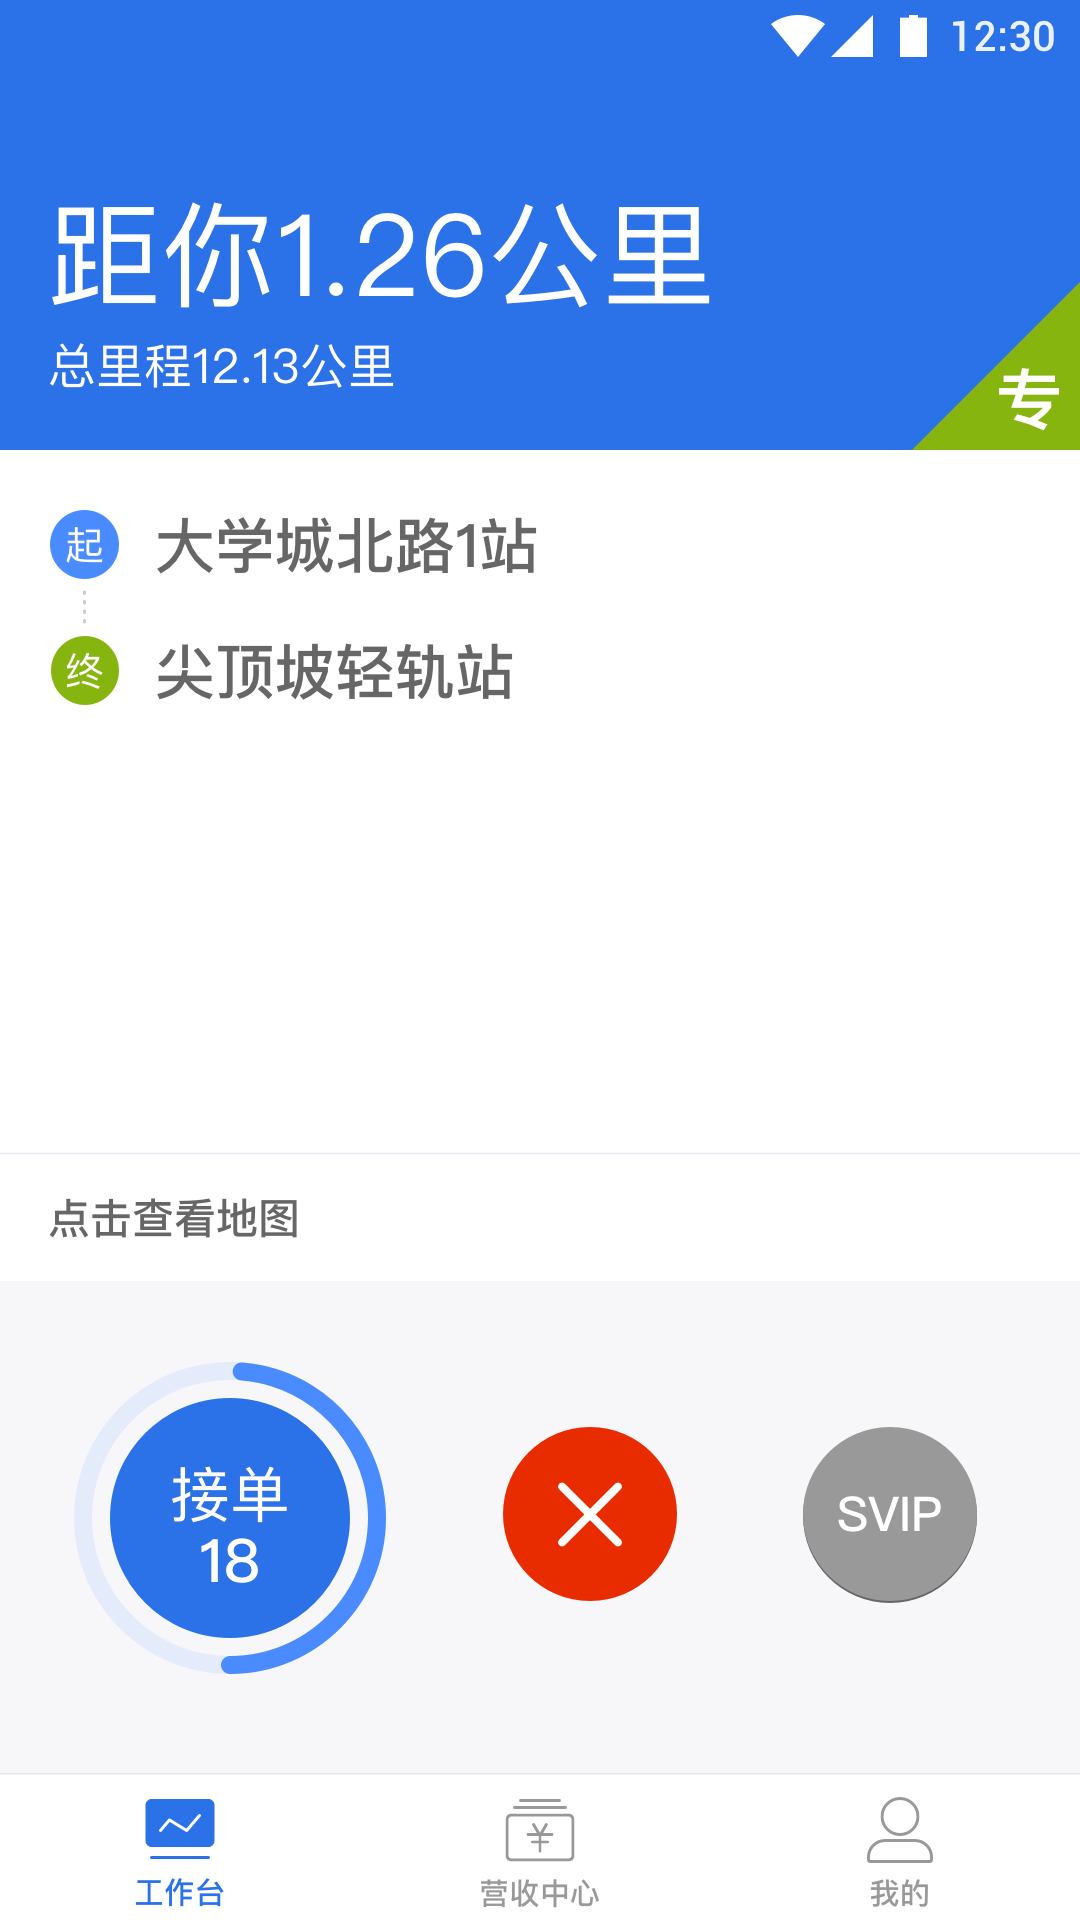 12:30
距你1.26公里
总里程12.13公里
专
起 大学城北路1站
终 尖顶坡轻轨站
点击查看地图
接单
18
SVIP
工作台 营收中心 我的